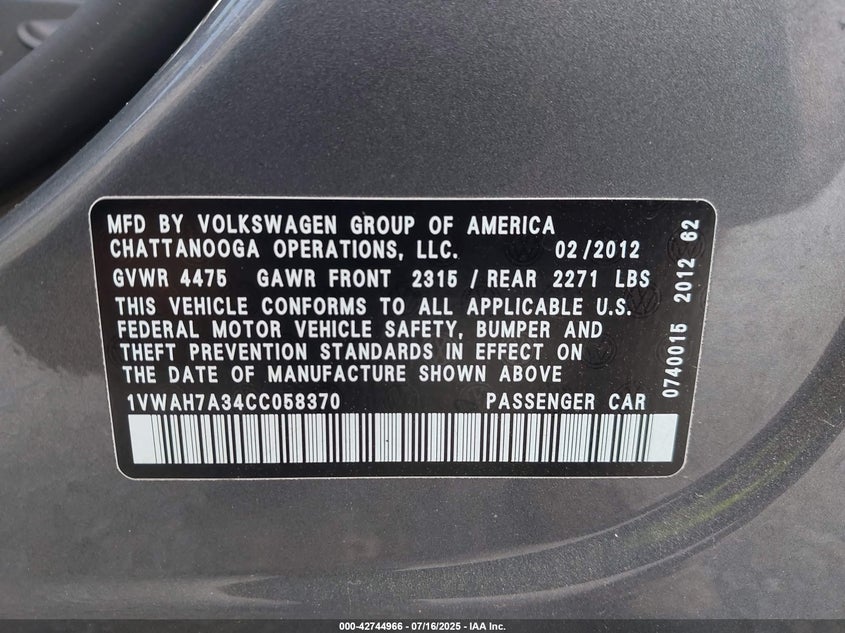 MFD BY VOLKSWAGEN GROUP OF AMERICA
CHATTANOOGA OPERATIONS, LLC. 02/2012
GVWR 4475 GAWR FRONT 2315 / REAR 2271 LBS
THIS VEHICLE CONFORMS TO ALL APPLICABLE U.S.
FEDERAL MOTOR VEHICLE SAFETY, BUMPER AND
THEFT PREVENTION STANDARDS IN EFFECT ON
THE DATE OF MANUFACTURE SHOWN ABOVE
1VWAH7A34CC058370 PASSENGER CAR
0740015 2012 62
000-42744966 - 07/16/2025 - IAA Inc.